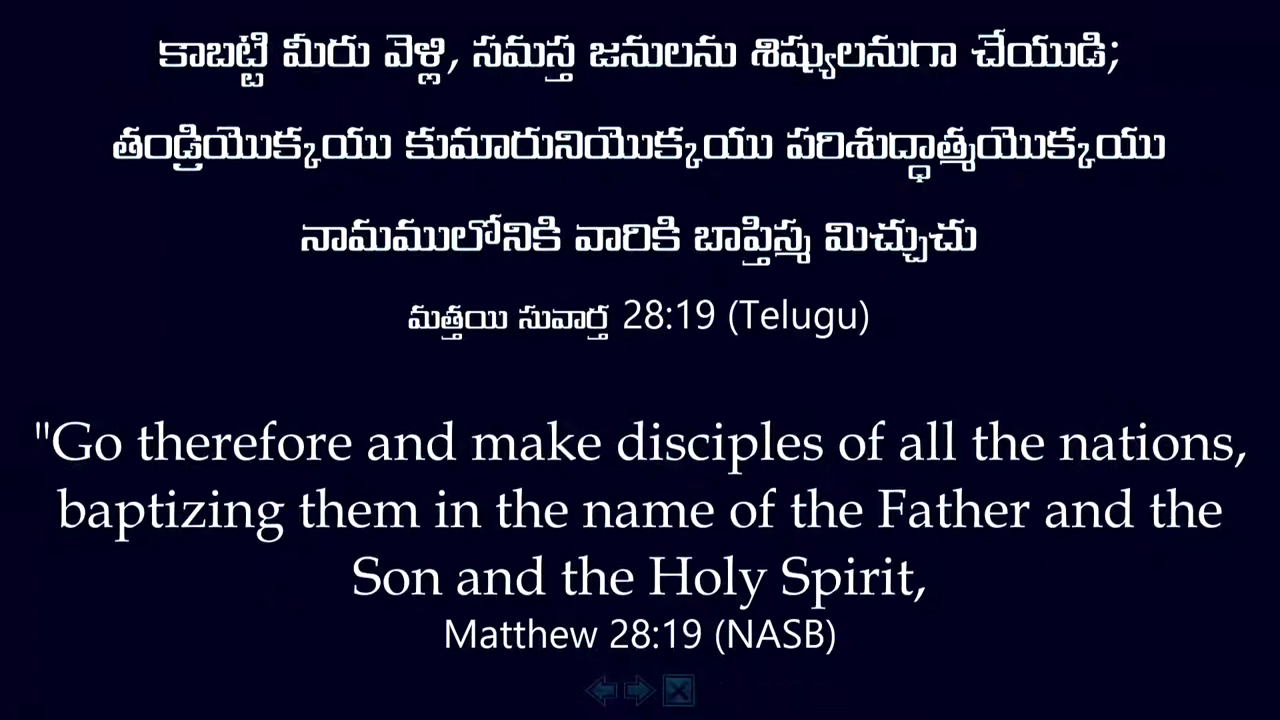 కాబట్టి మీరు వెళ్లి, సమస్త జనులను శిష్యులనుగా చేయుడి;
తండ్రియొక్కయు కుమారునియొక్కయు పరిశుద్ధాత్మయొక్కయు
నామములోనికి వారికి బాప్తిస్మ మిచ్చుచు
మత్తయి సువార్త 28:19 (Telugu)
"Go therefore and make disciples of all the nations,
baptizing them in the name of the Father and the
Son and the Holy Spirit,
Matthew 28:19 (NASB)